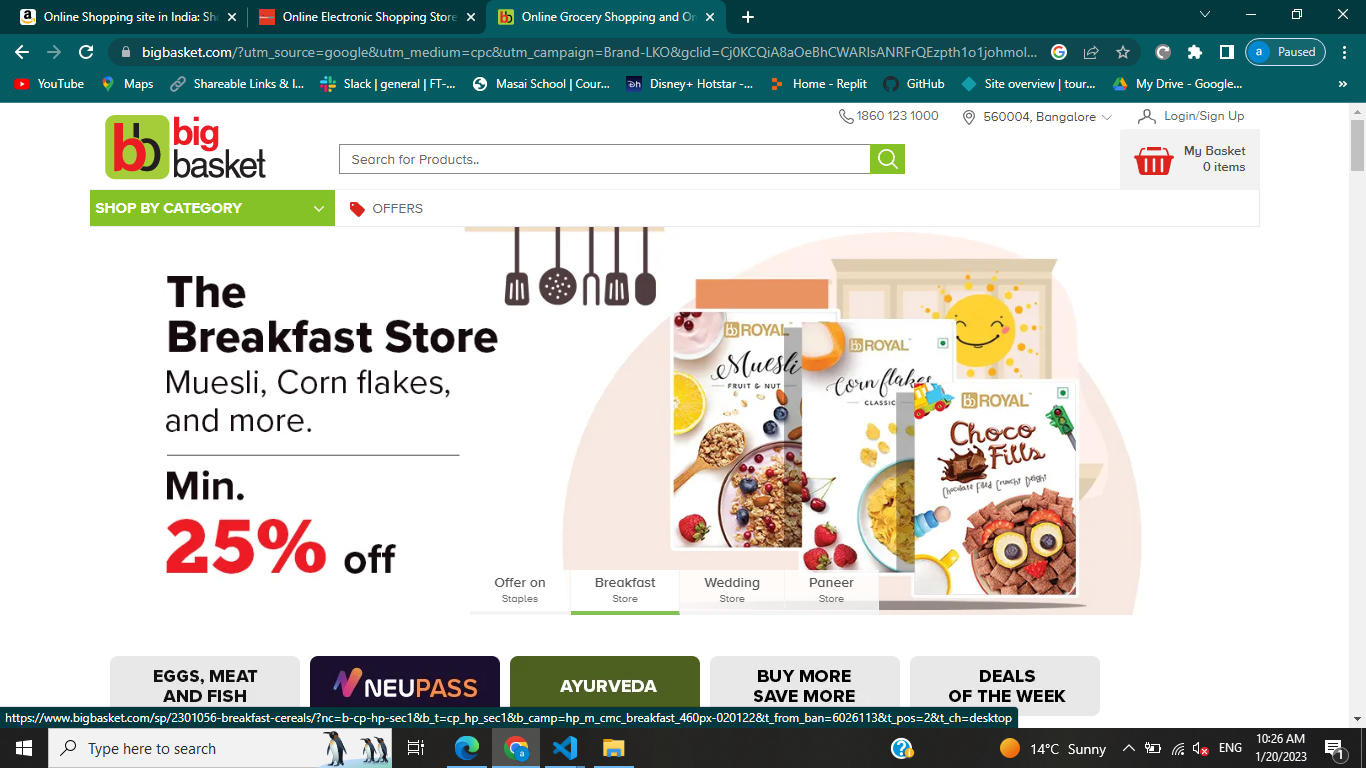 Online Shopping site in India: Sh
Online Electronic Shopping Store
Online Grocery Shopping and On
bigbasket.com/?utm_source=google&utm_medium=cpc&utm_campaign=Brand-LKO&gclid=Cj0KCQiA8aOeBhCWARIsANRFrQEzpth1o1johmol...
a Paused
YouTube
Maps
Shareable Links & I...
Slack | general | FT-...
Masai School | Cour...
Disney+ Hotstar -...
Home - Replit
GitHub
Site overview | tour...
My Drive - Google...
»
1860 123 1000
560004, Bangalore
Login/Sign Up
bb big
basket
Search for Products..
My Basket
0 items
SHOP BY CATEGORY
OFFERS
The
Breakfast Store
Muesli, Corn flakes,
and more.
Min.
25% off
bb ROYAL
Muesli
FRUIT & NUT
bb ROYAL™
Corn flakes
CLASSIC
bb ROYAL™
Choco
Fills
Chocolate Filled Crunchy Delight
Offer on
Staples
Breakfast
Store
Wedding
Store
Paneer
Store
EGGS, MEAT
AND FISH
NEUPASS
AYURVEDA
BUY MORE
SAVE MORE
DEALS
OF THE WEEK
https://www.bigbasket.com/sp/2301056-breakfast-cereals/?nc=b-cp-hp-sec1&b_t=cp_hp_sec1&b_camp=hp_m_cmc_breakfast_460px-020122&t_from_ban=6026113&t_pos=2&t_ch=desktop
Type here to search
14°C Sunny
ENG
10:26 AM
1/20/2023
1